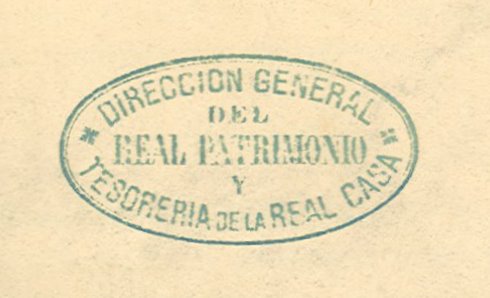 DIRECCION GENERAL
DEL
REAL PATRIMONIO
Y
TESORERIA DE LA REAL CASA